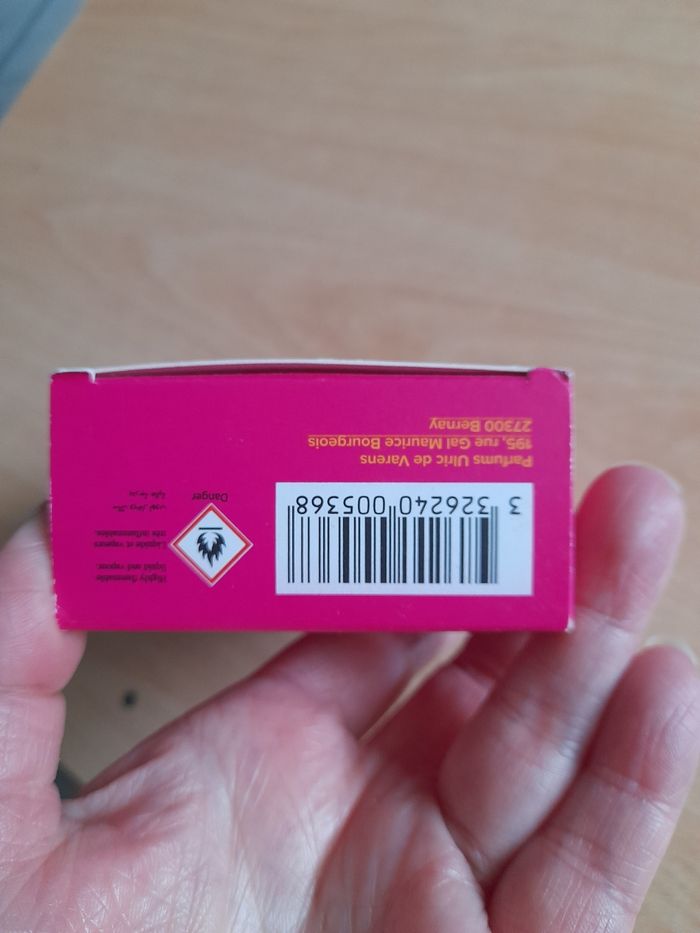 3 326240 005368
Parfums Ulric de Varens
195, rue Gal Maurice Bourgeois
27300 Bernay
Danger
Highly flammable
liquid and vapour.
Liquide et vapeurs
très inflammables.